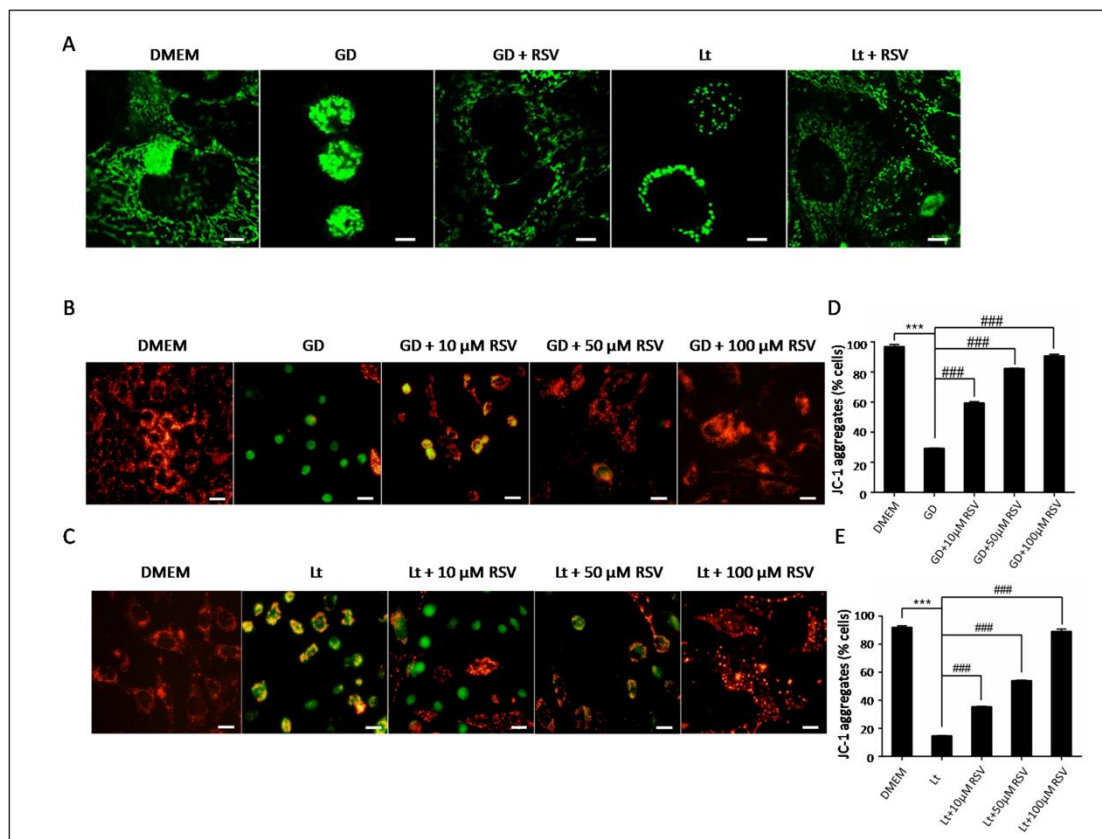 A
DMEM
GD
GD + RSV
Lt
Lt + RSV
B
DMEM
GD
GD + 10 µM RSV
GD + 50 µM RSV
GD + 100 µM RSV
D
***
###
###
###
JC-1 aggregates (% cells)
100
80
60
40
20
0
DMEM
GD
GD+10µM RSV
GD+50µM RSV
GD+100µM RSV
C
DMEM
Lt
Lt + 10 µM RSV
Lt + 50 µM RSV
Lt + 100 µM RSV
E
***
###
###
###
JC-1 aggregates (% cells)
100
80
60
40
20
0
DMEM
Lt
Lt+10µM RSV
Lt+50µM RSV
Lt+100µM RSV